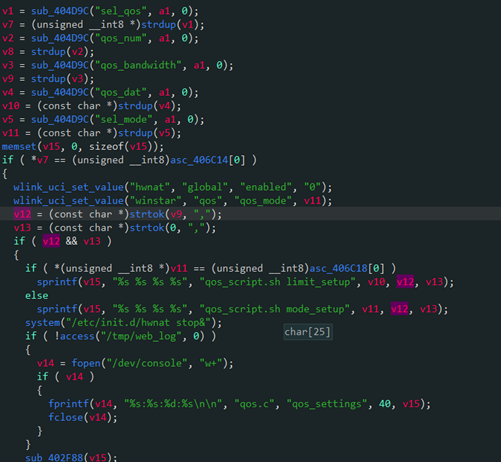 v1 = sub_404D9C("sel_qos", a1, 0);
v7 = (unsigned __int8 *)strdup(v1);
v2 = sub_404D9C("qos_num", a1, 0);
v8 = strdup(v2);
v3 = sub_404D9C("qos_bandwidth", a1, 0);
v9 = strdup(v3);
v4 = sub_404D9C("qos_dat", a1, 0);
v10 = (const char *)strdup(v4);
v5 = sub_404D9C("sel_mode", a1, 0);
v11 = (const char *)strdup(v5);
memset(v15, 0, sizeof(v15));
if ( *v7 == (unsigned __int8)asc_406C14[0] )
{
wlink_uci_set_value("hwnat", "global", "enabled", "0");
wlink_uci_set_value("winstar", "qos", "qos_mode", v11);
v12 = (const char *)strtok(v9, ",");
v13 = (const char *)strtok(0, ",");
if ( v12 && v13 )
{
if ( *(unsigned __int8 *)v11 == (unsigned __int8)asc_406C18[0] )
sprintf(v15, "%s %s %s %s", "qos_script.sh limit_setup", v10, v12, v13);
else
sprintf(v15, "%s %s %s %s", "qos_script.sh mode_setup", v11, v12, v13);
system("/etc/init.d/hwnat stop&");
char[25]
if ( !access("/tmp/web_log", 0) )
{
v14 = fopen("/dev/console", "w+");
if ( v14 )
{
fprintf(v14, "%s:%s:%d:%s\n\n", "qos.c", "qos_settings", 40, v15);
fclose(v14);
}
}
sub_402F88(v15);